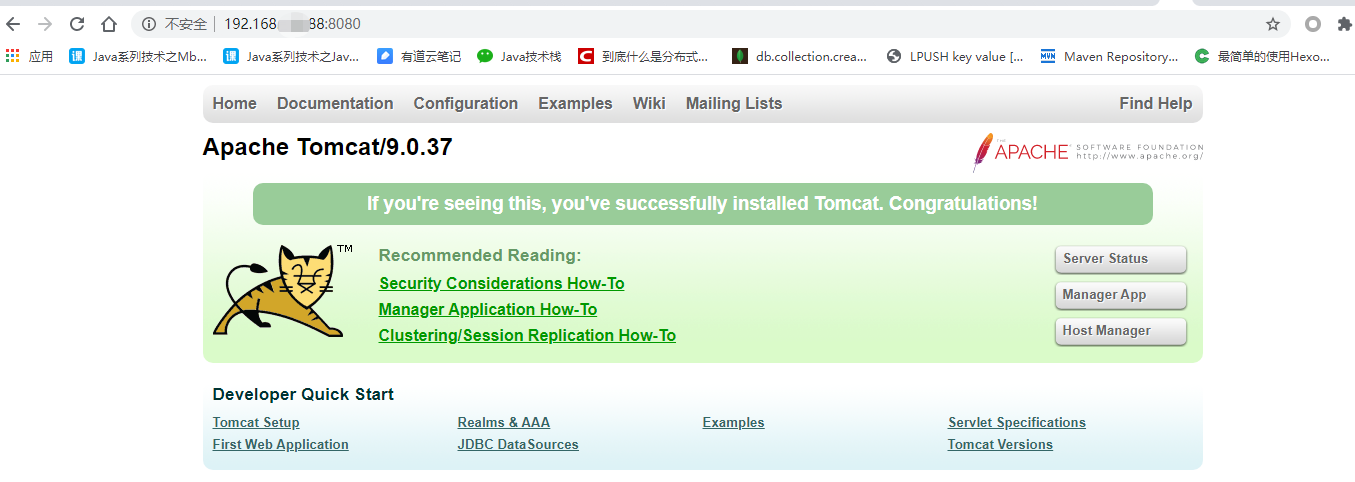 不安全 192.168 88:8080
应用 Java系列技术之Mb... Java系列技术之Jav... 有道云笔记 Java技术栈 到底什么是分布式... db.collection.crea... LPUSH key value [... MVN Maven Repository... 最简单的使用Hexo...
Home Documentation Configuration Examples Wiki Mailing Lists Find Help
Apache Tomcat/9.0.37
THE APACHE™ SOFTWARE FOUNDATION
http://www.apache.org/
If you're seeing this, you've successfully installed Tomcat. Congratulations!
TM
Recommended Reading:
Security Considerations How-To
Manager Application How-To
Clustering/Session Replication How-To
Server Status
Manager App
Host Manager
Developer Quick Start
Tomcat Setup Realms & AAA Examples Servlet Specifications
First Web Application JDBC DataSources Tomcat Versions